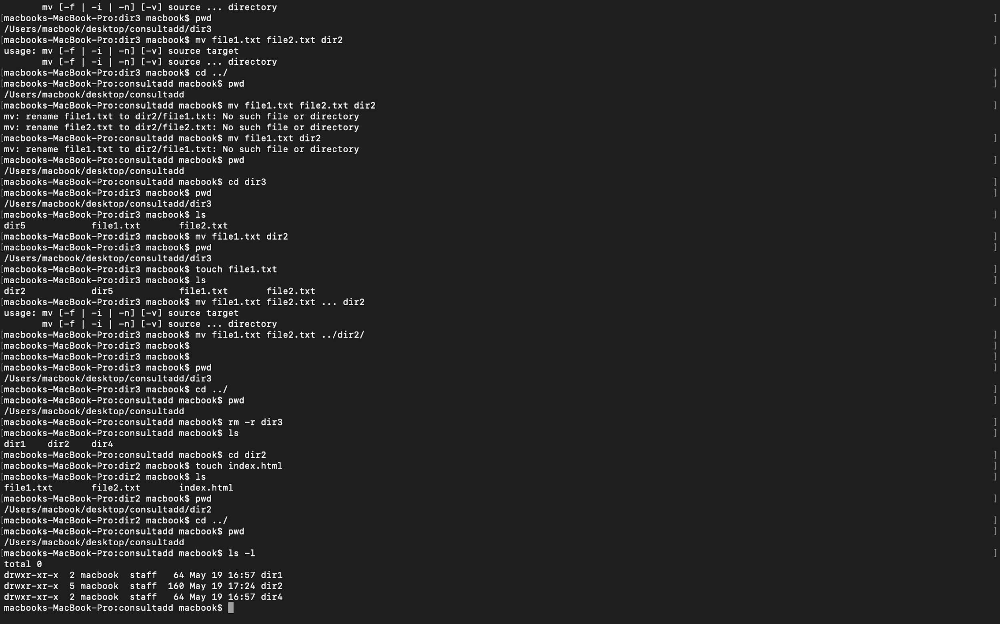 mv [-f | -i | -n] [-v] source ... directory
[macbooks-MacBook-Pro:dir3 macbook$ pwd ]
/Users/macbook/desktop/consultadd/dir3
[macbooks-MacBook-Pro:dir3 macbook$ mv file1.txt file2.txt dir2 ]
usage: mv [-f | -i | -n] [-v] source target
mv [-f | -i | -n] [-v] source ... directory
[macbooks-MacBook-Pro:dir3 macbook$ cd ../ ]
[macbooks-MacBook-Pro:consultadd macbook$ pwd ]
/Users/macbook/desktop/consultadd
[macbooks-MacBook-Pro:consultadd macbook$ mv file1.txt file2.txt dir2 ]
mv: rename file1.txt to dir2/file1.txt: No such file or directory
mv: rename file2.txt to dir2/file2.txt: No such file or directory
[macbooks-MacBook-Pro:consultadd macbook$ mv file1.txt dir2 ]
mv: rename file1.txt to dir2/file1.txt: No such file or directory
[macbooks-MacBook-Pro:consultadd macbook$ pwd ]
/Users/macbook/desktop/consultadd
[macbooks-MacBook-Pro:consultadd macbook$ cd dir3 ]
[macbooks-MacBook-Pro:dir3 macbook$ pwd ]
/Users/macbook/desktop/consultadd/dir3
[macbooks-MacBook-Pro:dir3 macbook$ ls ]
dir5 file1.txt file2.txt
[macbooks-MacBook-Pro:dir3 macbook$ mv file1.txt dir2 ]
[macbooks-MacBook-Pro:dir3 macbook$ pwd ]
/Users/macbook/desktop/consultadd/dir3
[macbooks-MacBook-Pro:dir3 macbook$ touch file1.txt ]
[macbooks-MacBook-Pro:dir3 macbook$ ls ]
dir2 dir5 file1.txt file2.txt
[macbooks-MacBook-Pro:dir3 macbook$ mv file1.txt file2.txt ... dir2 ]
usage: mv [-f | -i | -n] [-v] source target
mv [-f | -i | -n] [-v] source ... directory
[macbooks-MacBook-Pro:dir3 macbook$ mv file1.txt file2.txt ../dir2/ ]
[macbooks-MacBook-Pro:dir3 macbook$ ]
[macbooks-MacBook-Pro:dir3 macbook$ ]
[macbooks-MacBook-Pro:dir3 macbook$ pwd ]
/Users/macbook/desktop/consultadd/dir3
[macbooks-MacBook-Pro:dir3 macbook$ cd ../ ]
[macbooks-MacBook-Pro:consultadd macbook$ pwd ]
/Users/macbook/desktop/consultadd
[macbooks-MacBook-Pro:consultadd macbook$ rm -r dir3 ]
[macbooks-MacBook-Pro:consultadd macbook$ ls ]
dir1 dir2 dir4
[macbooks-MacBook-Pro:consultadd macbook$ cd dir2 ]
[macbooks-MacBook-Pro:dir2 macbook$ touch index.html ]
[macbooks-MacBook-Pro:dir2 macbook$ ls ]
file1.txt file2.txt index.html
[macbooks-MacBook-Pro:dir2 macbook$ pwd ]
/Users/macbook/desktop/consultadd/dir2
[macbooks-MacBook-Pro:dir2 macbook$ cd ../ ]
[macbooks-MacBook-Pro:consultadd macbook$ pwd ]
/Users/macbook/desktop/consultadd
[macbooks-MacBook-Pro:consultadd macbook$ ls -l ]
total 0
drwxr-xr-x 2 macbook staff 64 May 19 16:57 dir1
drwxr-xr-x 5 macbook staff 160 May 19 17:24 dir2
drwxr-xr-x 2 macbook staff 64 May 19 16:57 dir4
macbooks-MacBook-Pro:consultadd macbook$